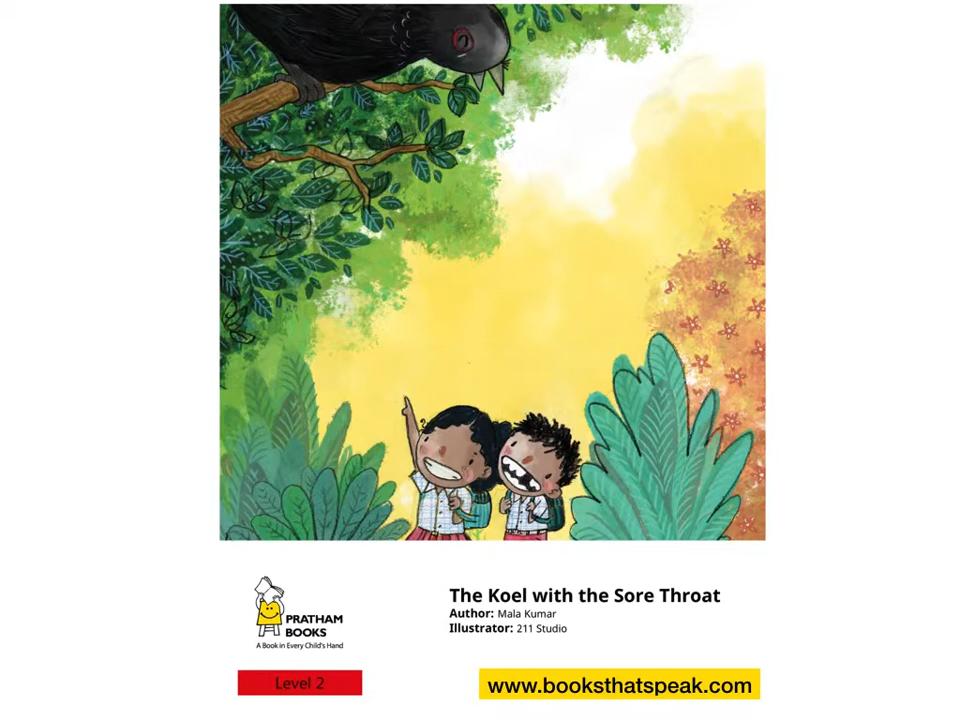 PRATHAM
BOOKS
A Book in Every Child's Hand
The Koel with the Sore Throat
Author: Mala Kumar
Illustrator: 211 Studio
Level 2
www.booksthatspeak.com